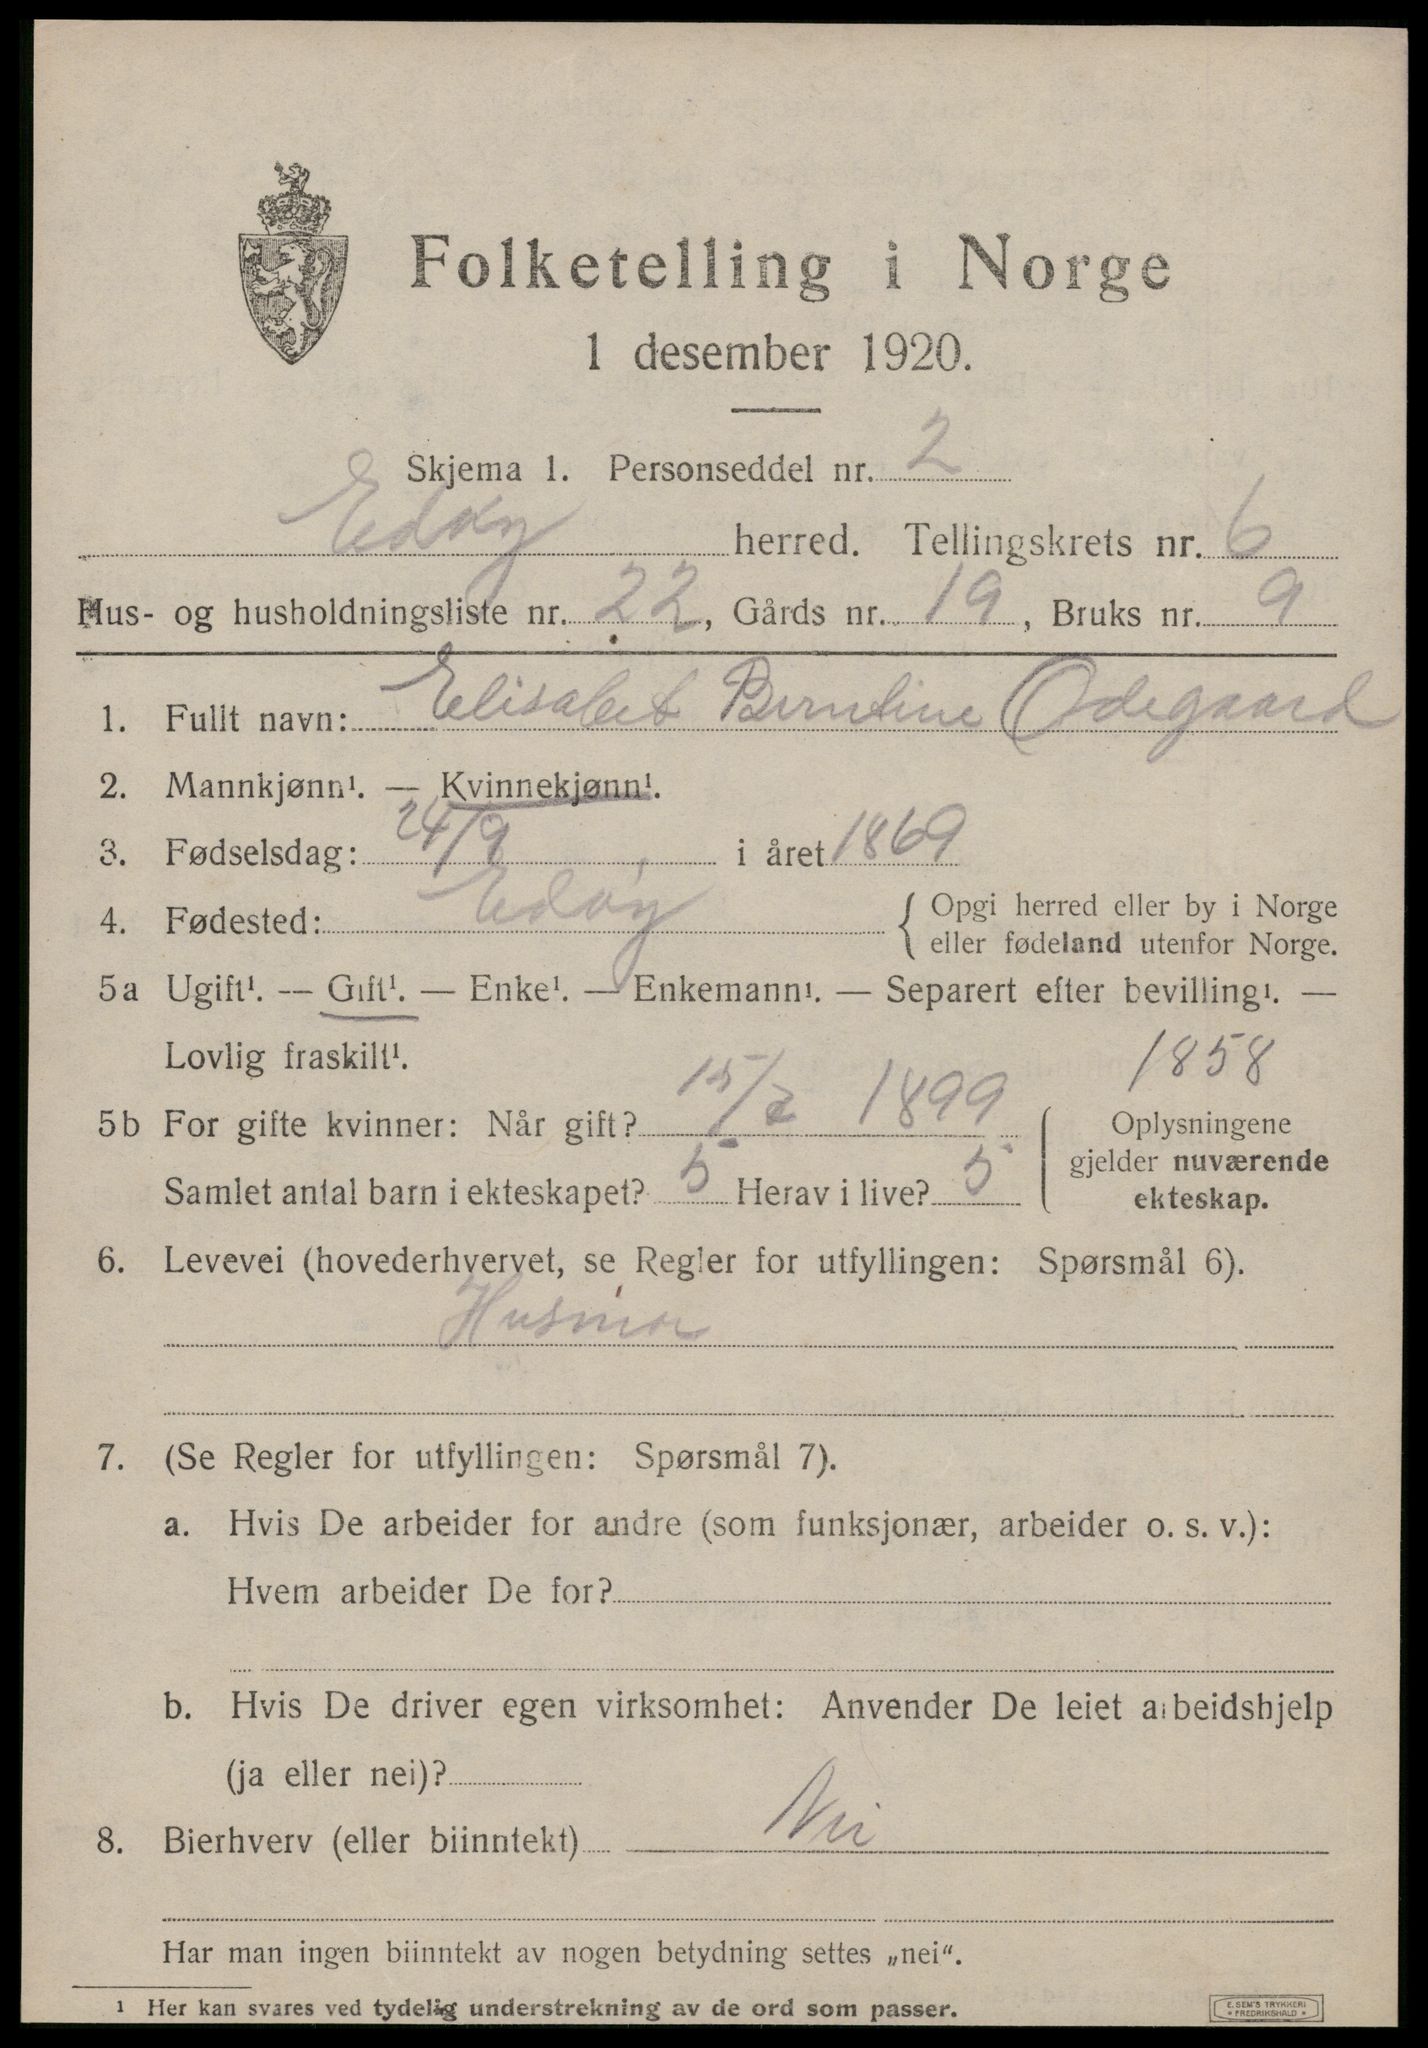 Folketelling i Norge
1 desember 1920.
Skjema 1. Personseddel nr. 2
Edøy herred. Tellingskrets nr. 6
Hus- og husholdningsliste nr. 22, Gårds nr. 19, Bruks nr. 9
1. Fullt navn: Elisabet Berntine Ødegaard
2. Mannkjønn¹. — Kvinnekjønn¹.
3. Fødselsdag: 24/9 i året 1869
4. Fødested: Edøy { Opgi herred eller by i Norge
eller fødeland utenfor Norge.
5a Ugift¹. — Gift¹. — Enke¹. — Enkemann¹. — Separert efter bevilling¹. —
Lovlig fraskilt¹. 1858
5b For gifte kvinner: Når gift? 15/2 1899
Samlet antal barn i ekteskapet? 5 Herav i live? 5
Oplysningene
gjelder nuværende
ekteskap.
6. Levevei (hovederhvervet, se Regler for utfyllingen: Spørsmål 6).
Husmor
7. (Se Regler for utfyllingen: Spørsmål 7).
a. Hvis De arbeider for andre (som funksjonær, arbeider o. s. v.):
Hvem arbeider De for?
b. Hvis De driver egen virksomhet: Anvender De leiet arbeidshjelp
(ja eller nei)?
8. Bierhverv (eller biinntekt) Nei
Har man ingen biinntekt av nogen betydning settes „nei“.
¹ Her kan svares ved tydelig understrekning av de ord som passer.
E. SEM'S TRYKKERI
* FREDRIKSHALD *